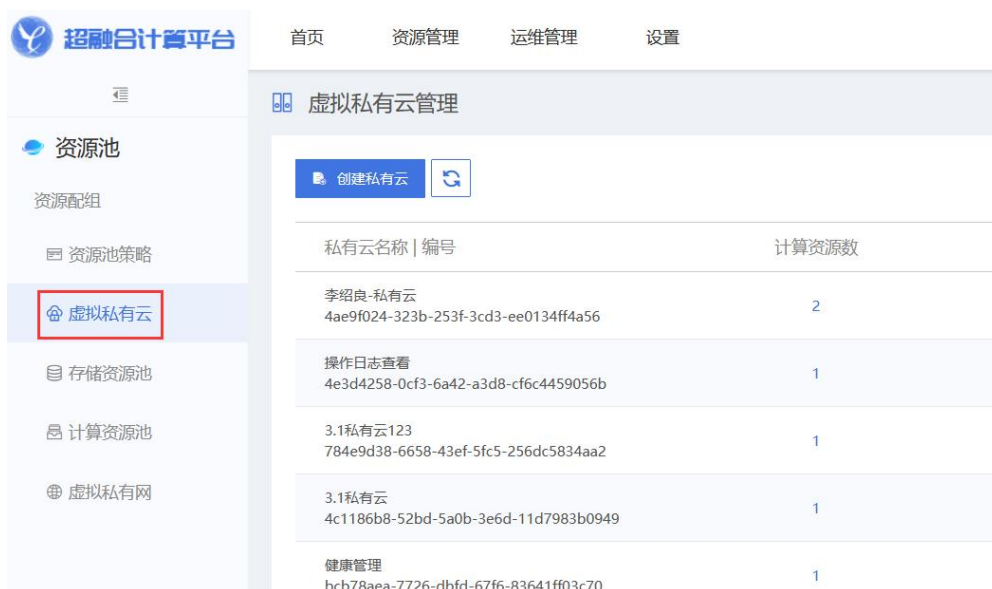 超融合计算平台
首页 资源管理 运维管理 设置
虚拟私有云管理
资源池
创建私有云
资源配组
私有云名称 | 编号 计算资源数
资源池策略
李绍良-私有云
4ae9f024-323b-253f-3cd3-ee0134ff4a56 2
虚拟私有云
操作日志查看
4e3d4258-0cf3-6a42-a3d8-cf6c4459056b 1
存储资源池
3.1私有云123
784e9d38-6658-43ef-5fc5-256dc5834aa2 1
计算资源池
3.1私有云
4c1186b8-52bd-5a0b-3e6d-11d7983b0949 1
虚拟私有网
健康管理
bcb78aea-7726-dbfd-67f6-83641ff03c70 1